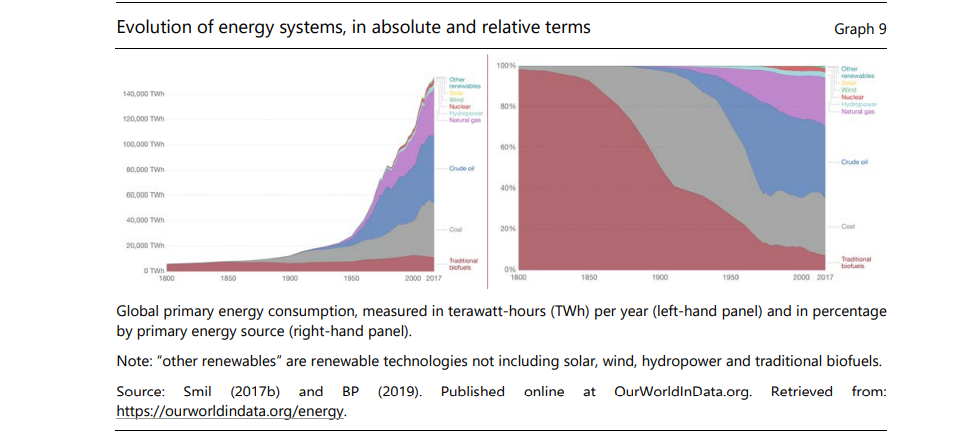 Evolution of energy systems, in absolute and relative terms
Graph 9
140,000 TWh
120,000 TWh
100,000 TWh
80,000 TWh
60,000 TWh
40,000 TWh
20,000 TWh
0 TWh
1800
1850
1900
1950
2000
2017
Other
renewables
Solar
Wind
Nuclear
Hydropower
Natural gas
Crude oil
Coal
Traditional
biofuels
100%
80%
60%
40%
20%
0%
1800
1850
1900
1950
2000
2017
Other
renewables
Solar
Wind
Nuclear
Hydropower
Natural gas
Crude oil
Coal
Traditional
biofuels
Global primary energy consumption, measured in terawatt-hours (TWh) per year (left-hand panel) and in percentage
by primary energy source (right-hand panel).
Note: “other renewables” are renewable technologies not including solar, wind, hydropower and traditional biofuels.
Source: Smil (2017b) and BP (2019). Published online at OurWorldInData.org. Retrieved from:
https://ourworldindata.org/energy.